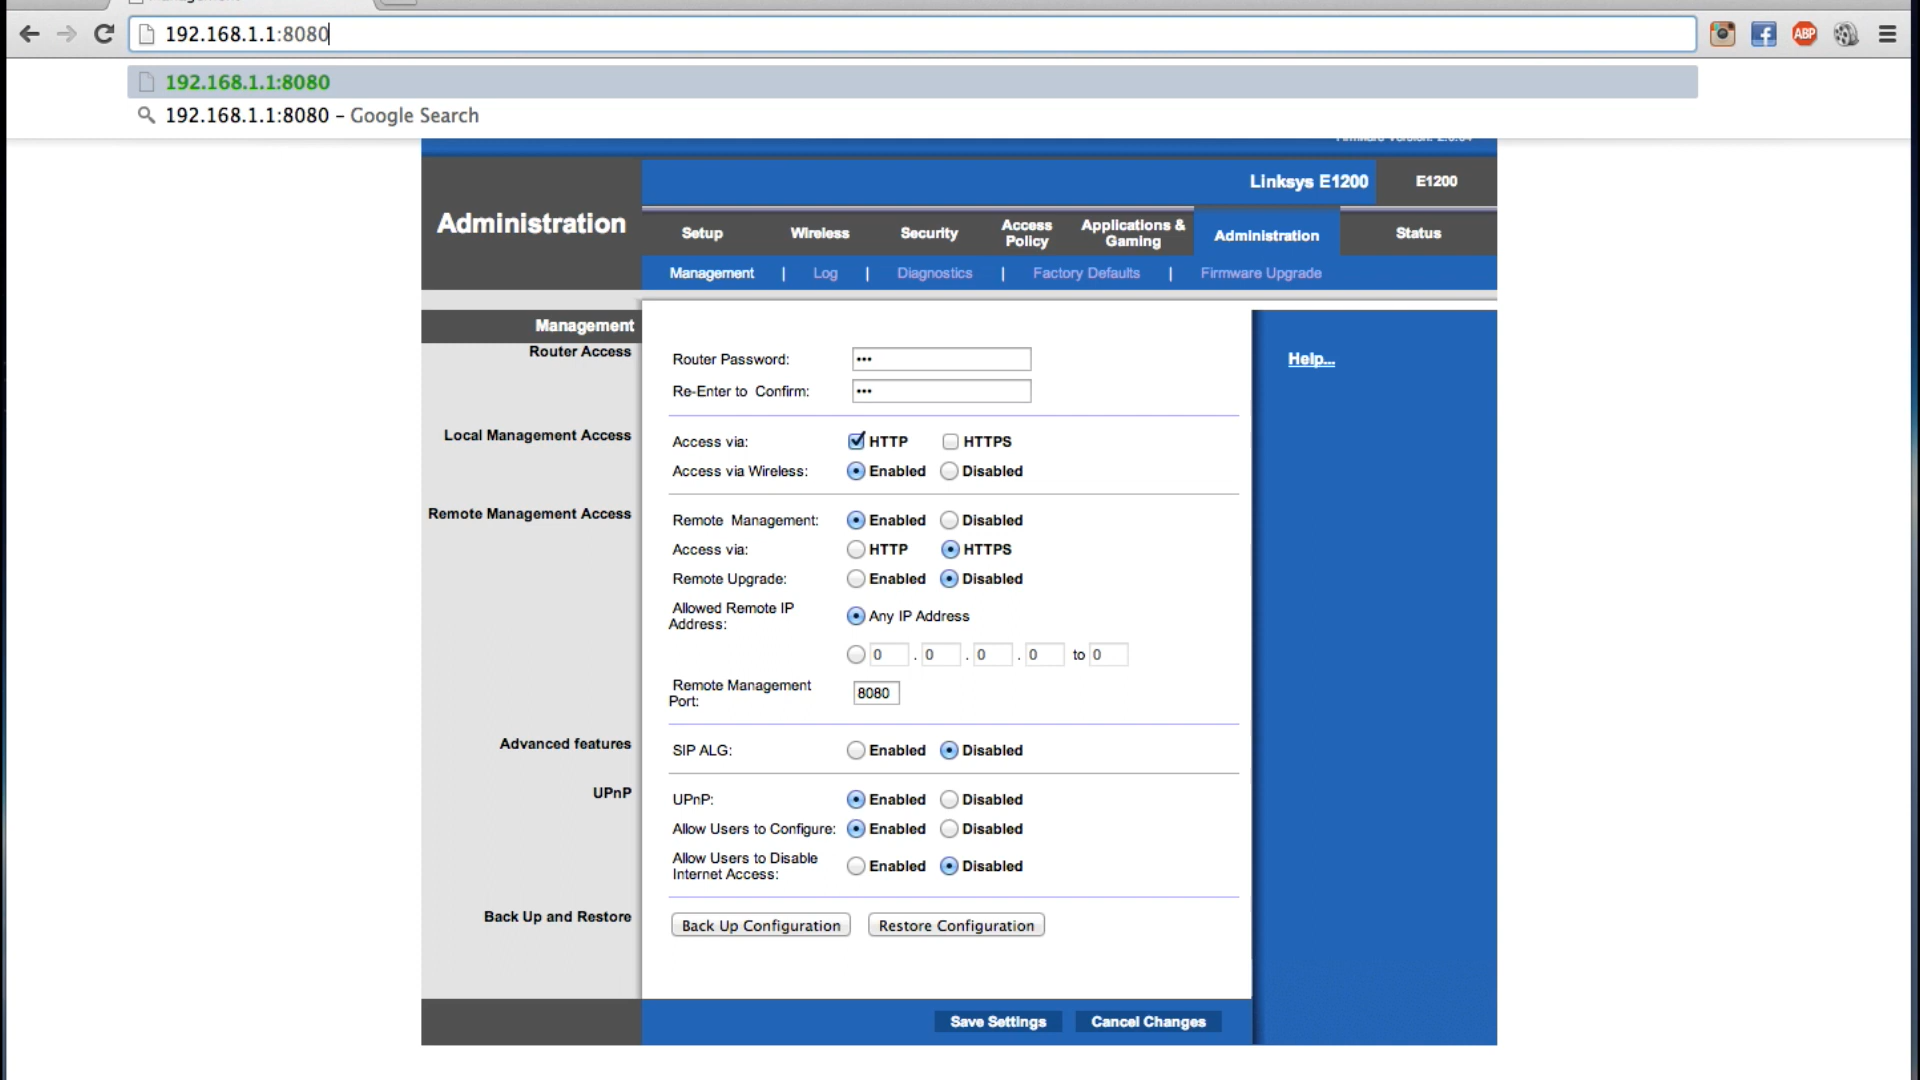 192.168.1.1:8080
192.168.1.1:8080
192.168.1.1:8080 – Google Search
ABP
Linksys E1200
E1200
Administration
Setup
Wireless
Security
Access
Policy
Applications &
Gaming
Administration
Status
Management | Log | Diagnostics | Factory Defaults | Firmware Upgrade
Management
Router Access
Router Password:
•••
Re-Enter to Confirm:
•••
Help...
Local Management Access
Access via: HTTP HTTPS
Access via Wireless: Enabled Disabled
Remote Management Access
Remote Management: Enabled Disabled
Access via: HTTP HTTPS
Remote Upgrade: Enabled Disabled
Allowed Remote IP
Address:
Any IP Address
0 . 0 . 0 . 0 to 0
Remote Management
Port:
8080
Advanced features
SIP ALG: Enabled Disabled
UPnP
UPnP: Enabled Disabled
Allow Users to Configure: Enabled Disabled
Allow Users to Disable
Internet Access:
Enabled Disabled
Back Up and Restore
Back Up Configuration Restore Configuration
Save Settings Cancel Changes